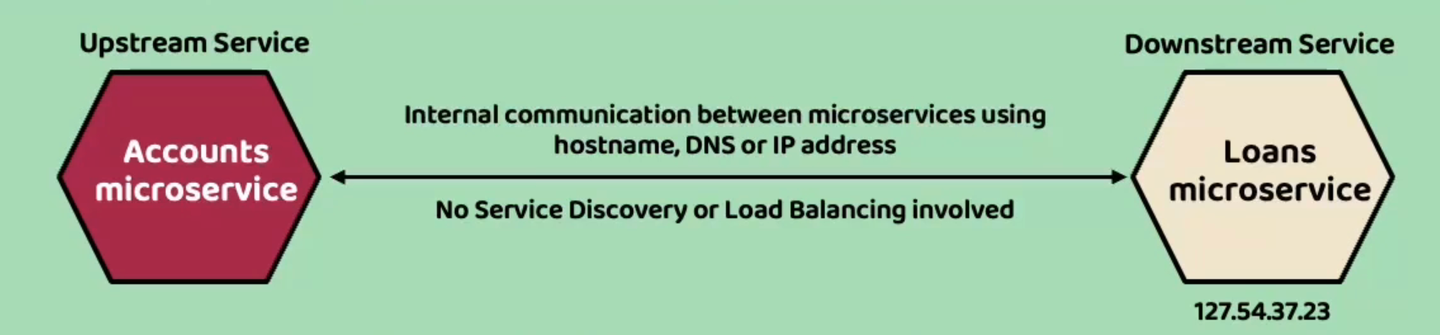 Upstream Service
Downstream Service
Internal communication between microservices using
hostname, DNS or IP address
Accounts
microservice
Loans
microservice
No Service Discovery or Load Balancing involved
127.54.37.23